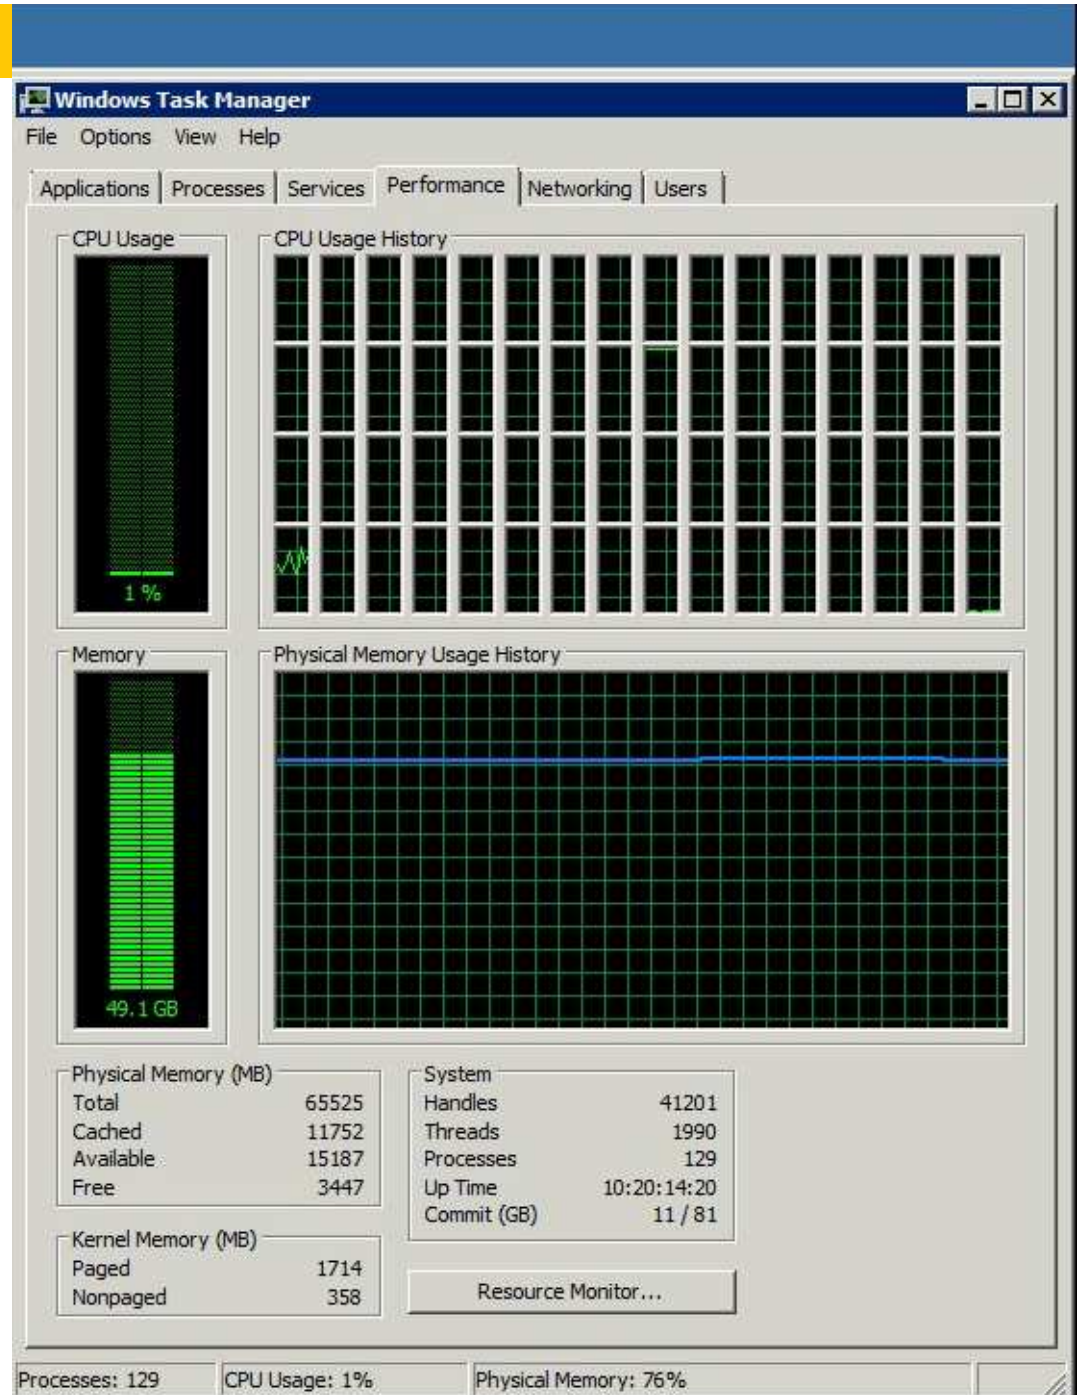 Windows Task Manager
File Options View Help
Applications Processes Services Performance Networking Users
CPU Usage
CPU Usage History
1 %
Memory
Physical Memory Usage History
49.1 GB
Physical Memory (MB)
Total 65525
Cached 11752
Available 15187
Free 3447
Kernel Memory (MB)
Paged 1714
Nonpaged 358
System
Handles 41201
Threads 1990
Processes 129
Up Time 10:20:14:20
Commit (GB) 11 / 81
Resource Monitor...
Processes: 129 CPU Usage: 1% Physical Memory: 76%